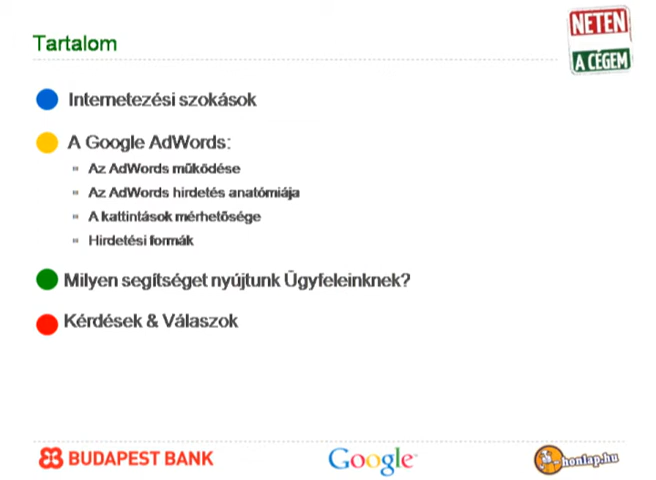 Tartalom
NETEN
A CÉGEM
Internetezési szokások
A Google AdWords:
Az AdWords működése
Az AdWords hirdetés anatómiája
A kattintások mérhetősége
Hirdetési formák
Milyen segítséget nyújtunk Ügyfeleinknek?
Kérdések & Válaszok
BUDAPEST BANK
Google
honlap.hu